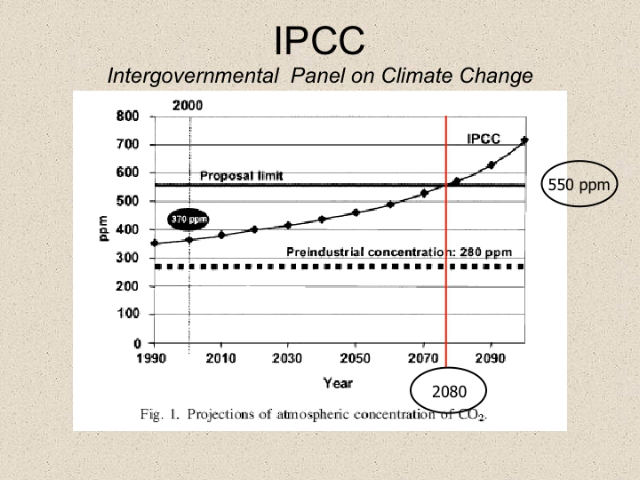 IPCC
Intergovernmental Panel on Climate Change
2000
800
700
IPCC
600
Proposal limit
550 ppm
500
ppm
400
370 ppm
Preindustrial concentration: 280 ppm
300
200
100
0
1990 2010 2030 2050 2070 2090
Year
2080
Fig. 1. Projections of atmospheric concentration of CO2.